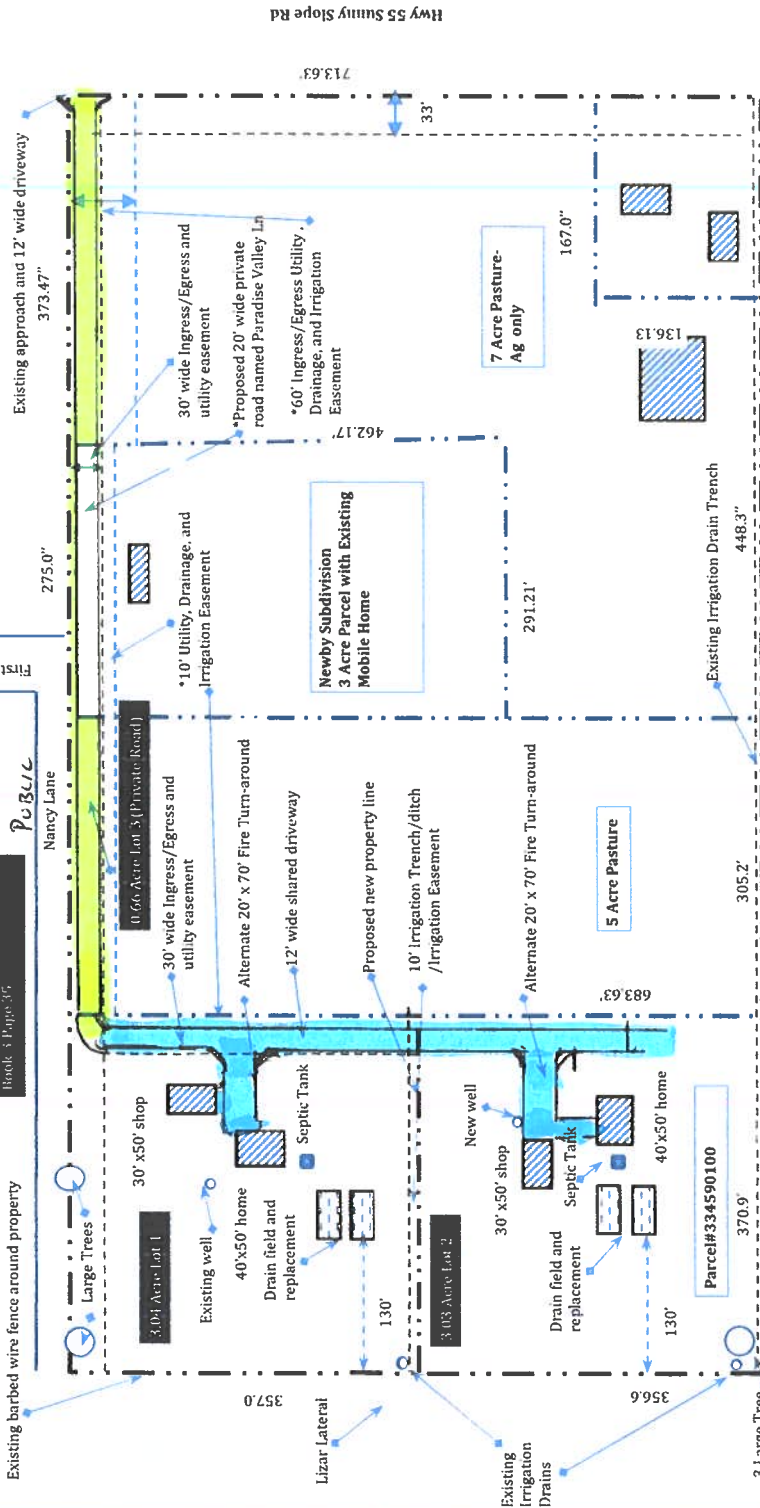 Hwy 55 Sunny Slope Rd
713.63'
33'
Existing approach and 12' wide driveway
373.47"
30' wide Ingress/Egress and
utility easement
*Proposed 20' wide private
road named Paradise Valley Ln
*60' Ingress/Egress Utility,
Drainage, and Irrigation
Easement
7 Acre Pasture-
Ag only
167.0"
136.13
275.0"
462.17'
*10' Utility, Drainage, and
Irrigation Easement
Newby Subdivision
3 Acre Parcel with Existing
Mobile Home
291.21'
Existing Irrigation Drain Trench
448.3"
First
PUBLIC
Nancy Lane
Book 3 Page 35
0.66 Acre Lot 3 (Private Road)
30' wide Ingress/Egress and
utility easement
Alternate 20' x 70' Fire Turn-around
12' wide shared driveway
Proposed new property line
10' Irrigation Trench/ditch
/Irrigation Easement
Alternate 20' x 70' Fire Turn-around
5 Acre Pasture
305.2'
683.63'
Existing barbed wire fence around property
Large Trees
30' x50' shop
Septic Tank
40'x50' home
Existing well
Drain field and
replacement
3.04 Acre Lot 1
130'
New well
30'x50' shop
Septic Tank
40'x50' home
Drain field and
replacement
3.03 Acre Lot 2
130'
Parcel#334590100
370.9'
357.0
356.6
Lizar Lateral
Existing
Irrigation
Drains
Large Tree